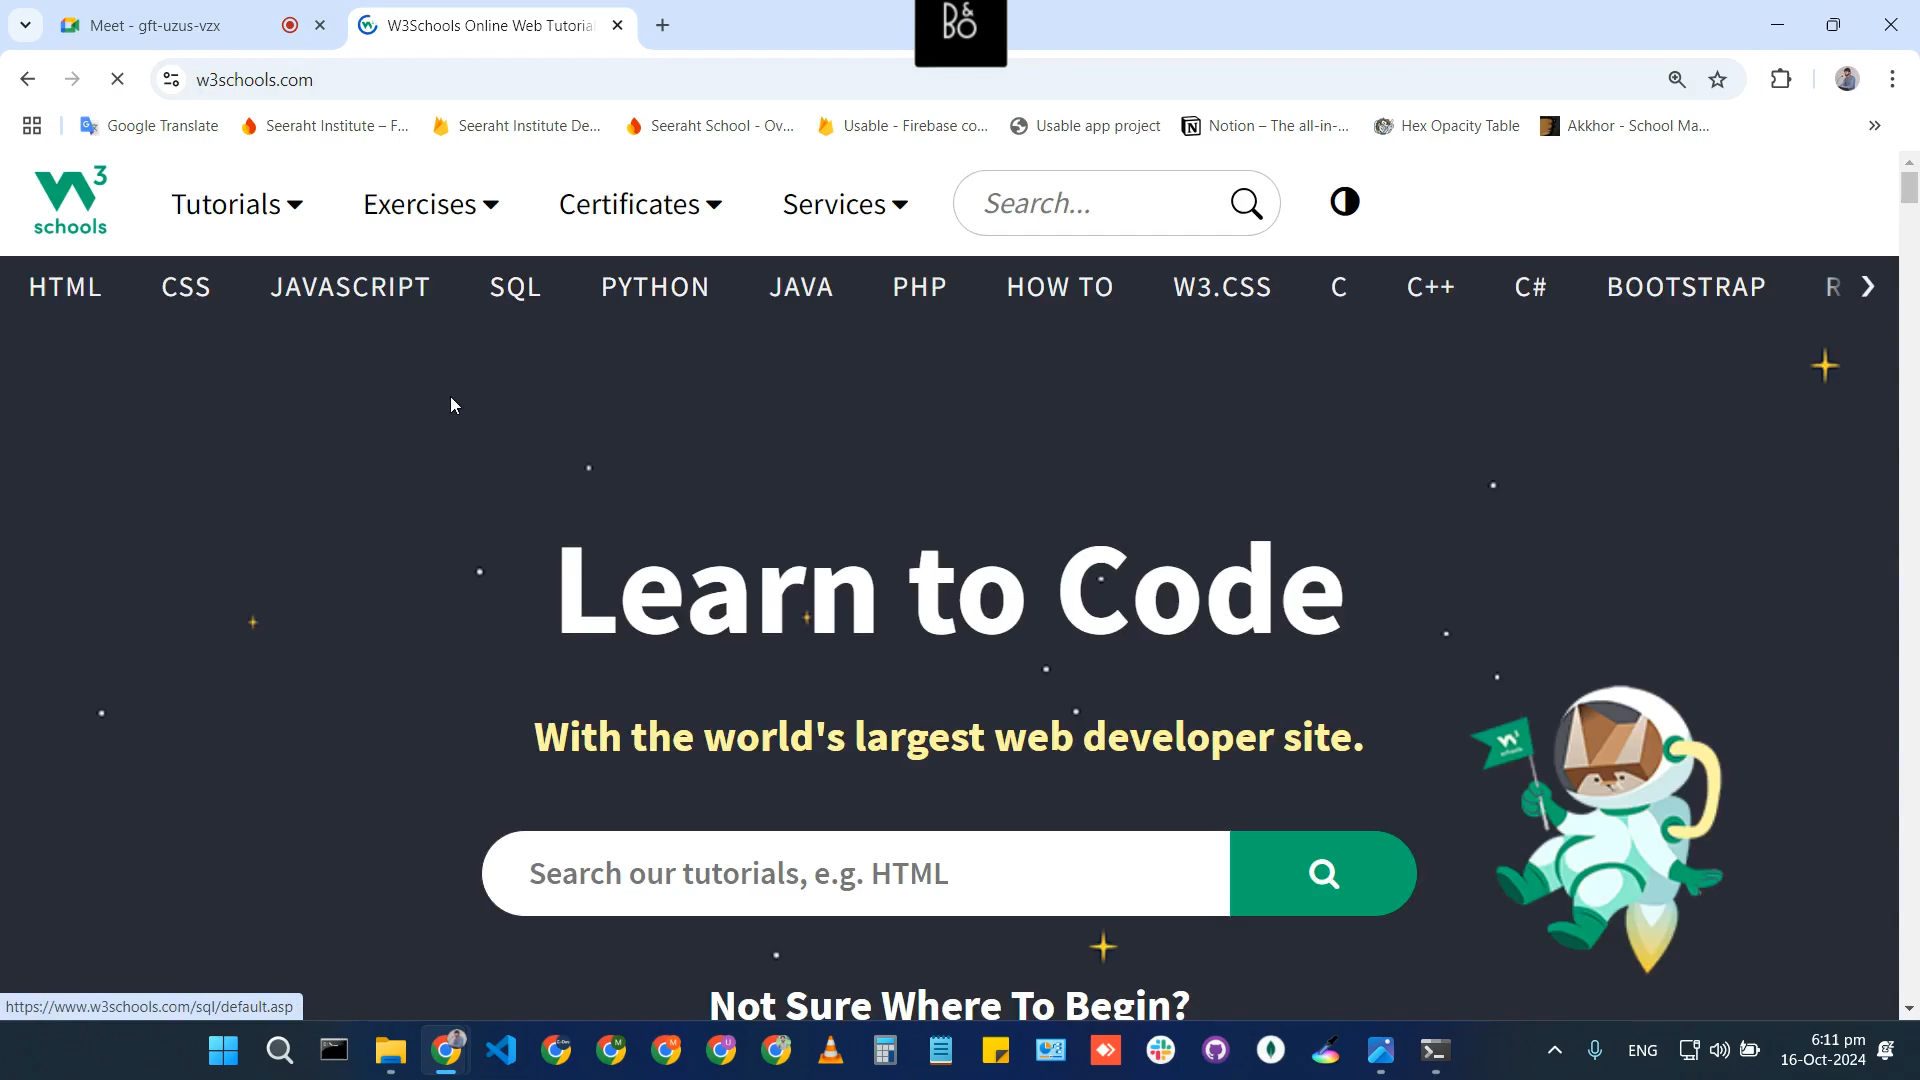 Meet - gft-uzus-vzx
W3Schools Online Web Tutorial
B&O
w3schools.com
Google Translate
Seeraht Institute – F...
Seeraht Institute De...
Seeraht School - Ov...
Usable - Firebase co...
Usable app project
Notion – The all-in-...
Hex Opacity Table
Akkhor - School Ma...
W3 schools
Tutorials
Exercises
Certificates
Services
Search...
HTML
CSS
JAVASCRIPT
SQL
PYTHON
JAVA
PHP
HOW TO
W3.CSS
C
C++
C#
BOOTSTRAP
R
Learn to Code
With the world's largest web developer site.
Search our tutorials, e.g. HTML
Not Sure Where To Begin?
https://www.w3schools.com/sql/default.asp
ENG
6:11 pm
16-Oct-2024